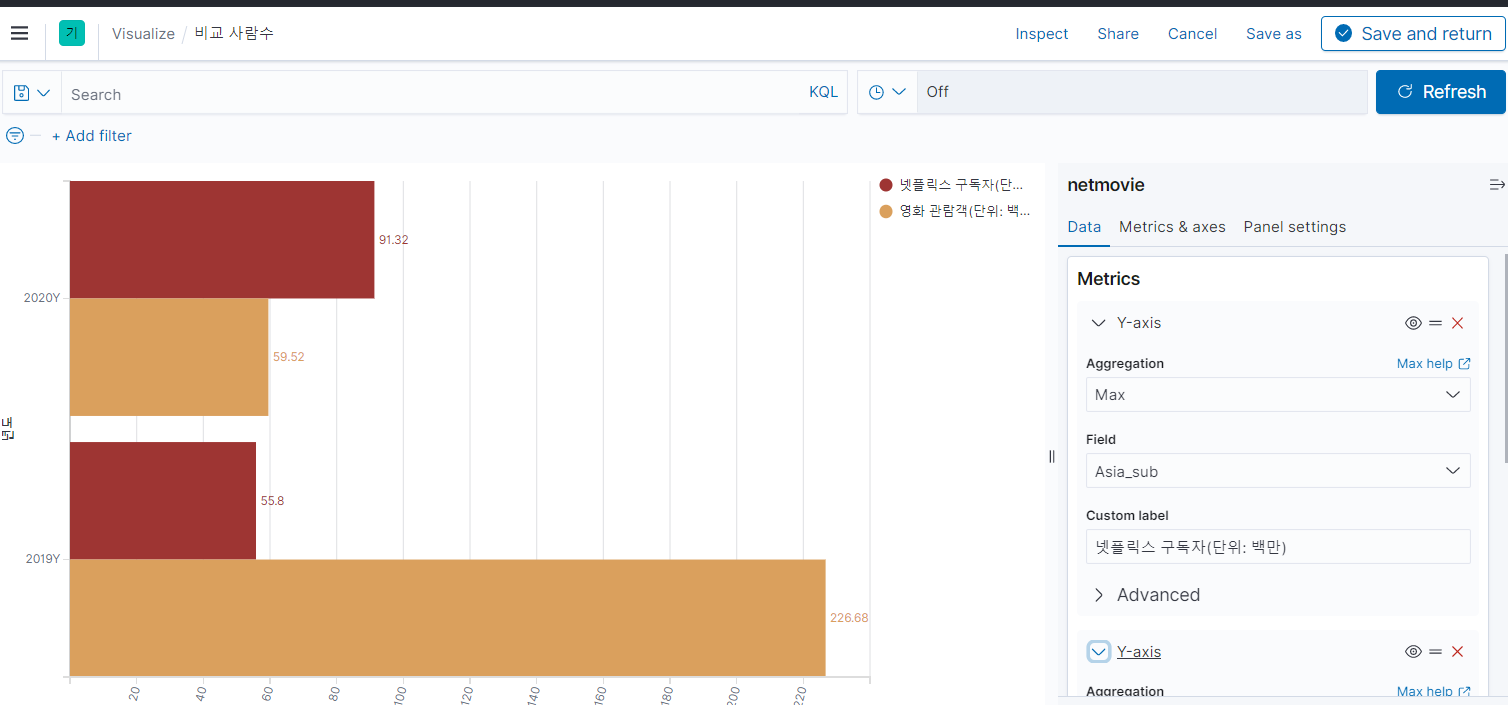 기 Visualize / 비교 사람수 Inspect Share Cancel Save as Save and return
Search KQL Off Refresh
+ Add filter
넷플릭스 구독자(단...
영화 관람객(단위: 백...
91.32
2020Y
59.52
년도
55.8
2019Y
226.68
20 40 60 80 100 120 140 160 180 200 220
netmovie
Data Metrics & axes Panel settings
Metrics
Y-axis
Aggregation Max help
Max
Field
Asia_sub
Custom label
넷플릭스 구독자(단위: 백만)
Advanced
Y-axis
Aggregation Max help